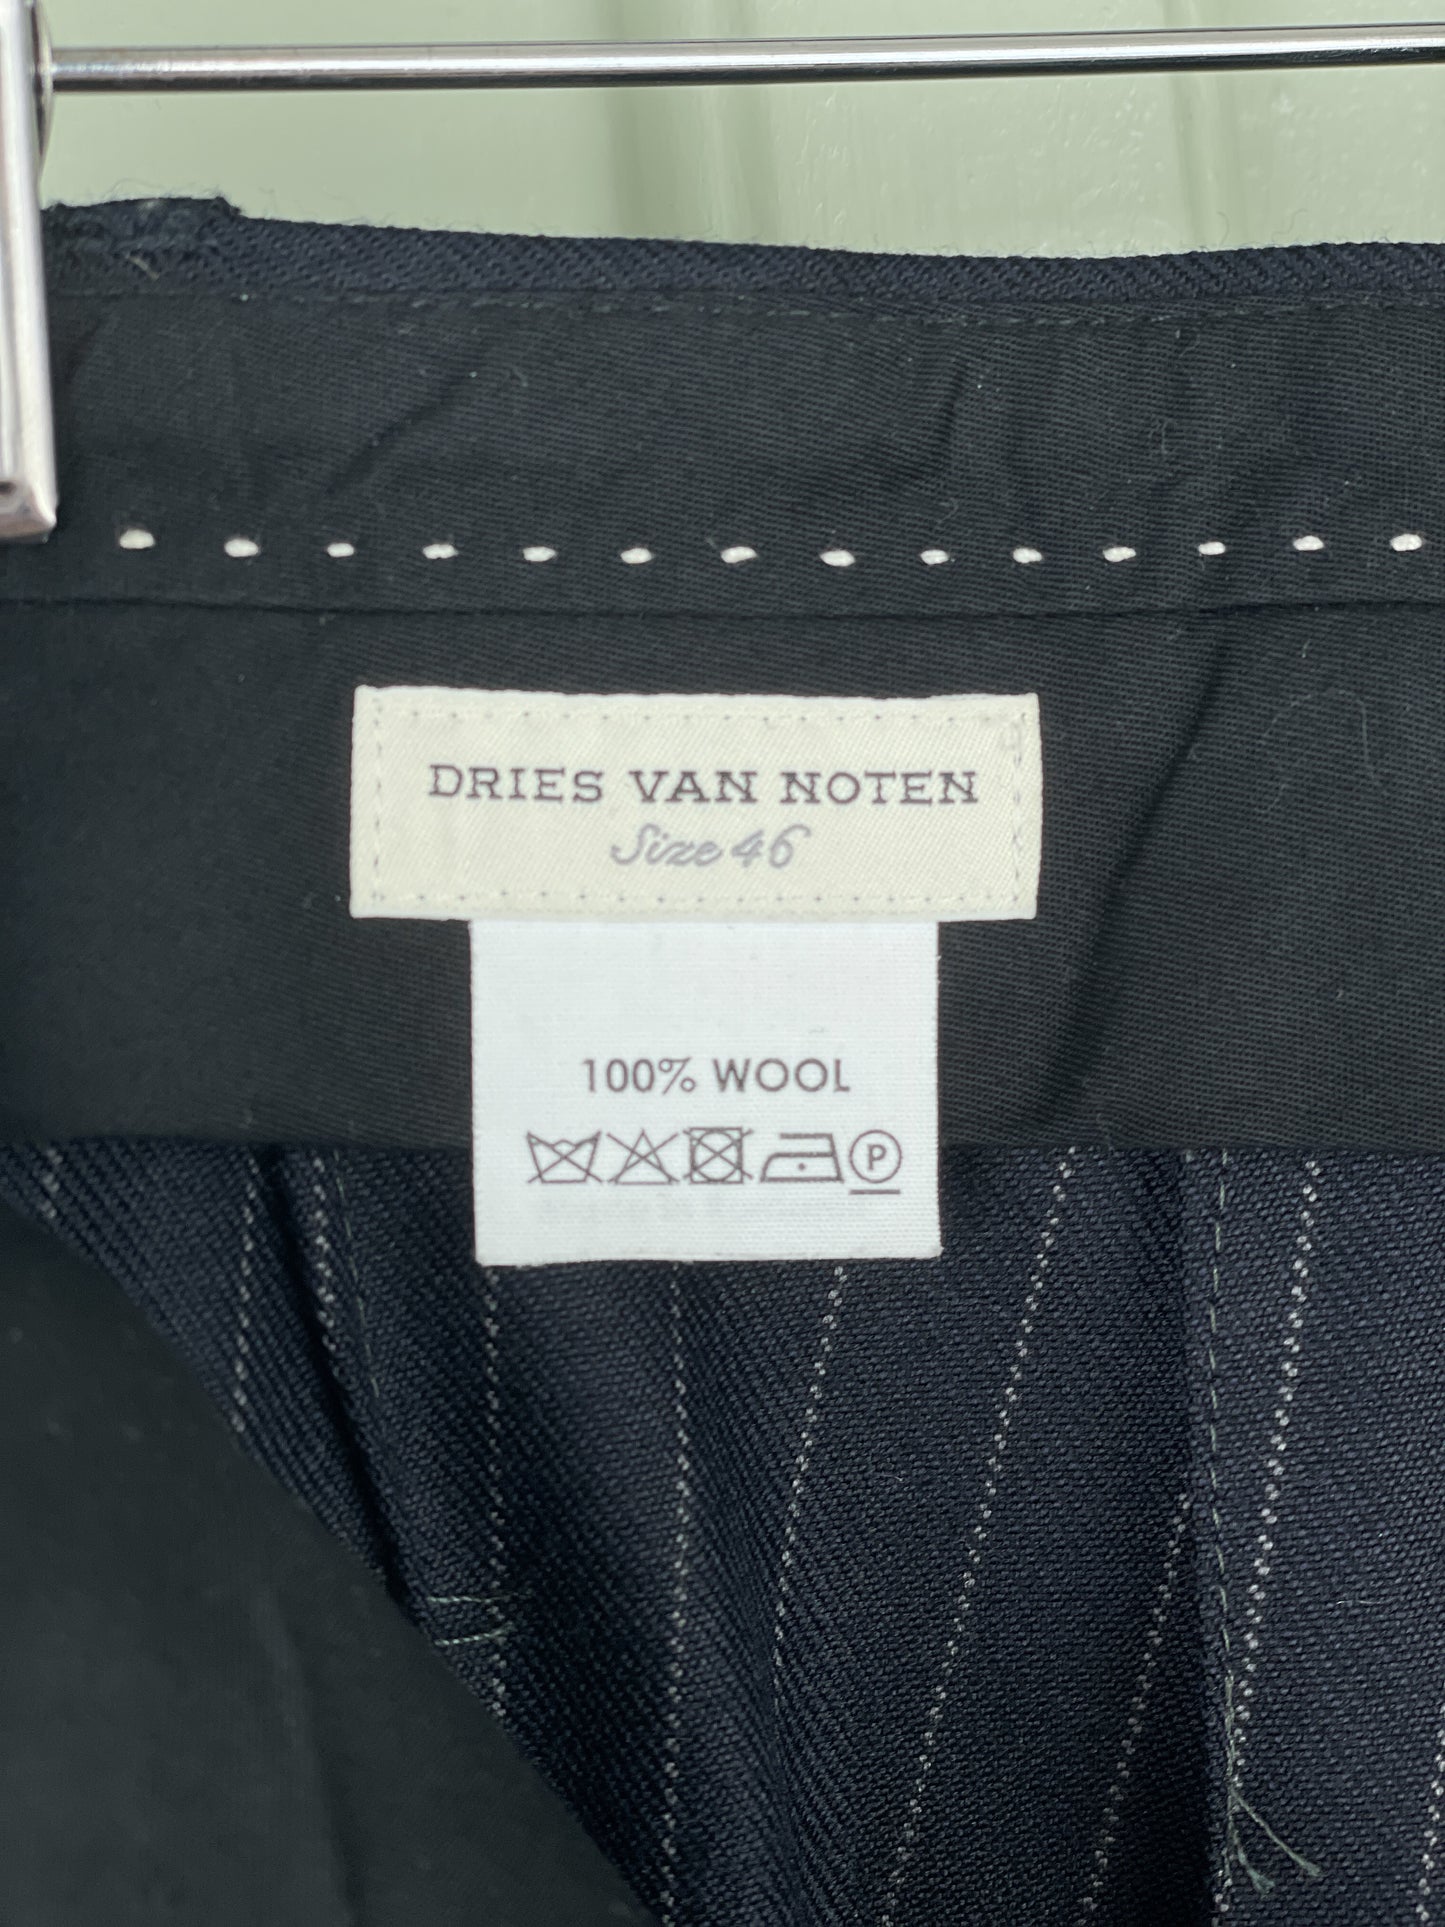 DRIES VAN NOTEN
Size 46
100% WOOL
P